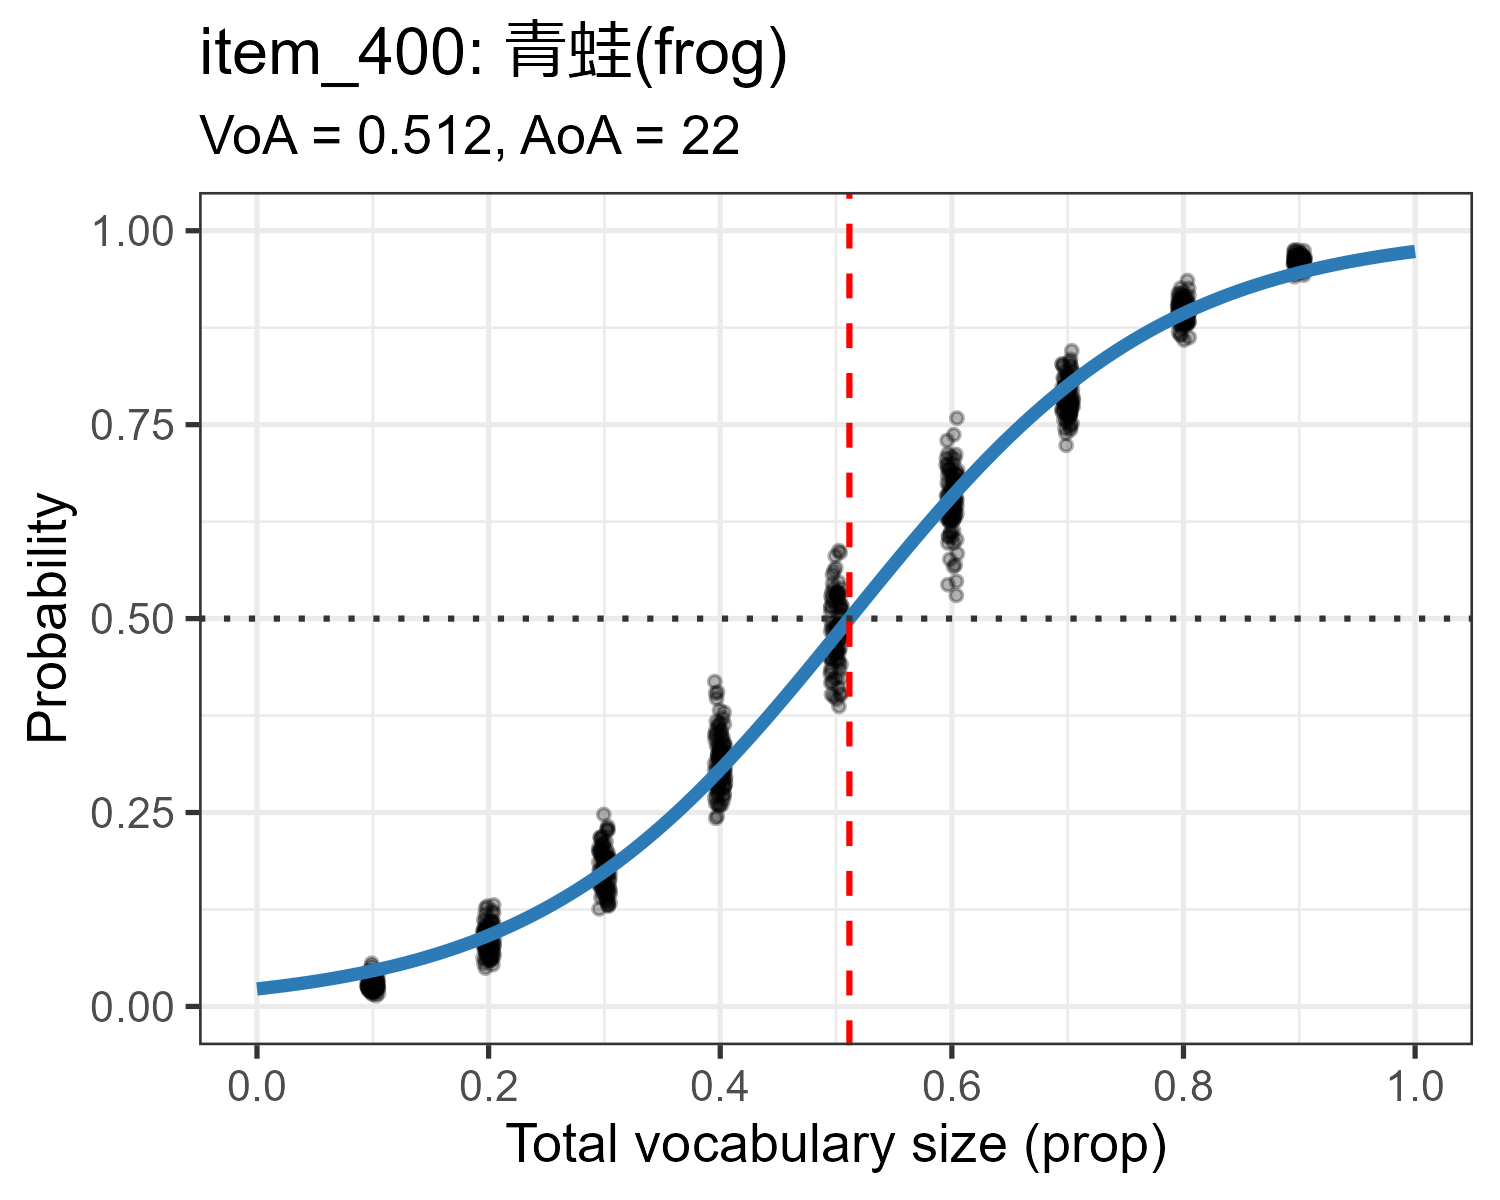 item_400: 青蛙(frog)
VoA = 0.512, AoA = 22
1.00
0.75
0.50
0.25
0.00
Probability
0.0 0.2 0.4 0.6 0.8 1.0
Total vocabulary size (prop)